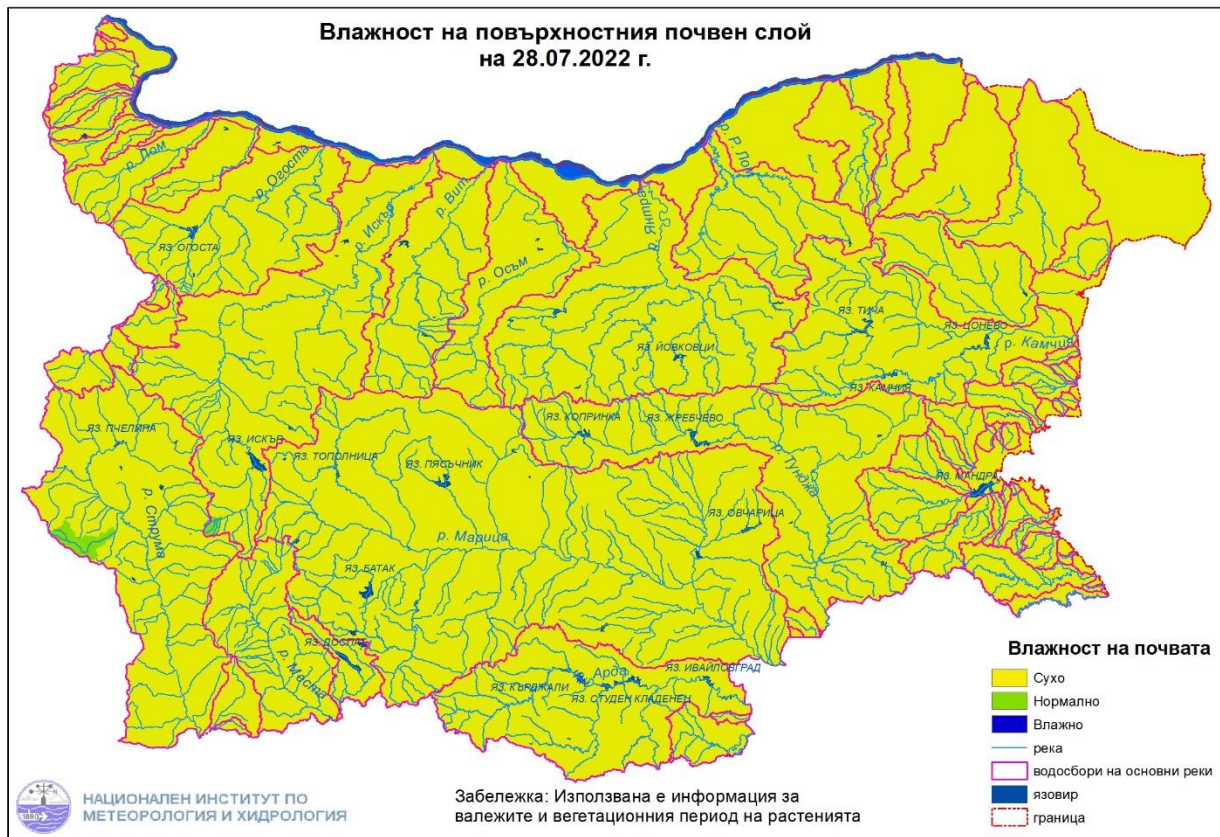 Влажност на повърхностния почвен слой
на 28.07.2022 г.
р. Лом
р. Огоста
р. Искър
р. Вит
р. Осъм
р. Янтра
р. Р. Лом
ЯЗ. ОГОСТА
ЯЗ. ТИЧА
ЯЗ. ЦОНЕВО
р. Камчия
ЯЗ. ЙОВКОВЦИ
ЯЗ. КАМЧИЯ
ЯЗ. ПЧЕЛИНА
ЯЗ. ИСКЪР
ЯЗ. ТОПОЛНИЦА
ЯЗ. ПЯСЪЧНИК
ЯЗ. КОПРИНКА
ЯЗ. ЖРЕБЧЕВО
р. Тунджа
ЯЗ. МАНДРА
р. Струма
р. Марица
ЯЗ. ОВЧАРИЦА
ЯЗ. БАТАК
ЯЗ. ДОСПАТ
р. Места
Арда
ЯЗ. ИВАЙЛОВГРАД
ЯЗ. КЪРДЖАЛИ
ЯЗ. СТУДЕН КЛАДЕНЕЦ
Влажност на почвата
Сухо
Нормално
Влажно
река
водосбори на основни реки
язовир
граница
1890
НАЦИОНАЛЕН ИНСТИТУТ ПО
МЕТЕОРОЛОГИЯ И ХИДРОЛОГИЯ
Забележка: Използвана е информация за
валежите и вегетационния период на растенията